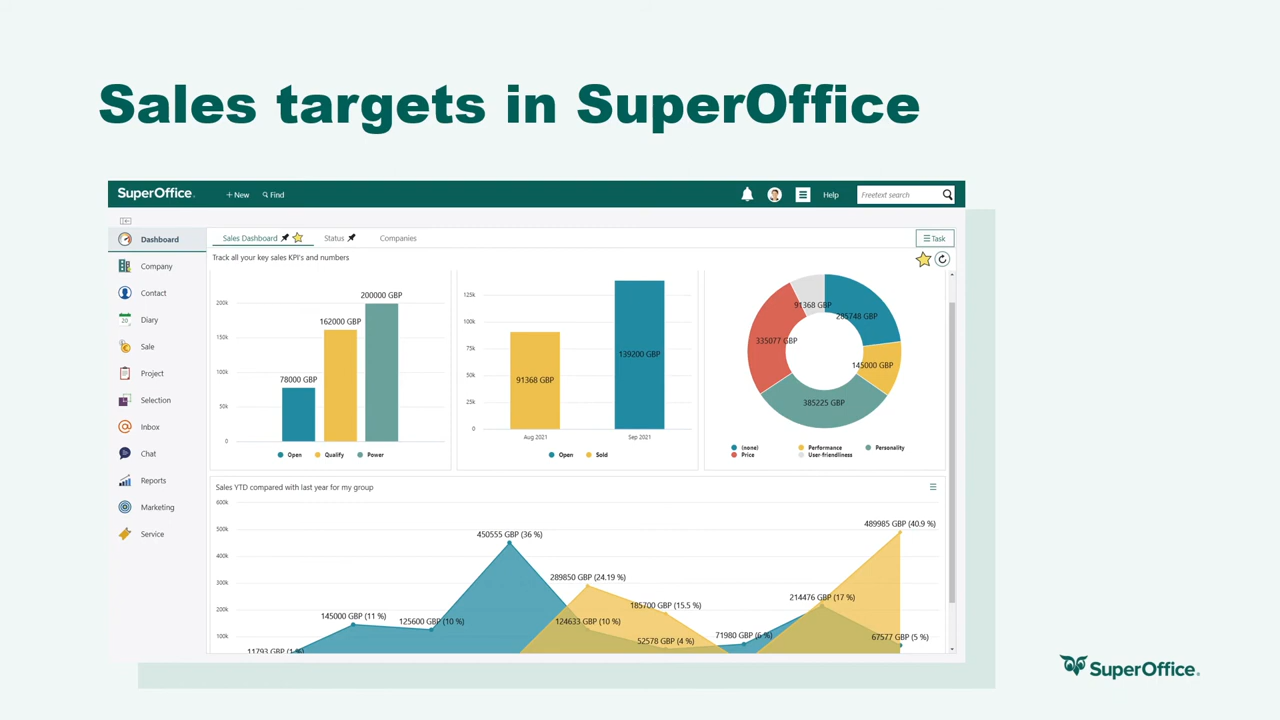 Sales targets in SuperOffice
SuperOffice.
+ New
Find
Help
Freetext search
Dashboard
Company
Contact
Diary
20
Sale
Project
Selection
Inbox
Chat
Reports
Marketing
Service
Sales Dashboard
Status
Companies
Task
Track all your key sales KPI's and numbers
200k
150k
100k
50k
0
78000 GBP
162000 GBP
200000 GBP
Open
Qualify
Power
125k
100k
75k
50k
25k
0
91368 GBP
139200 GBP
Aug 2021
Sep 2021
Open
Sold
91368 GBP
285748 GBP
335077 GBP
145000 GBP
385225 GBP
(none)
Performance
Personality
Price
User-friendliness
Sales YTD compared with last year for my group
600k
500k
400k
300k
200k
100k
11793 GBP (1 %)
145000 GBP (11 %)
125600 GBP (10 %)
450555 GBP (36 %)
289850 GBP (24.19 %)
124633 GBP (10 %)
185700 GBP (15.5 %)
52578 GBP (4 %)
71980 GBP (6 %)
214476 GBP (17 %)
489985 GBP (40.9 %)
67577 GBP (5 %)
SuperOffice.